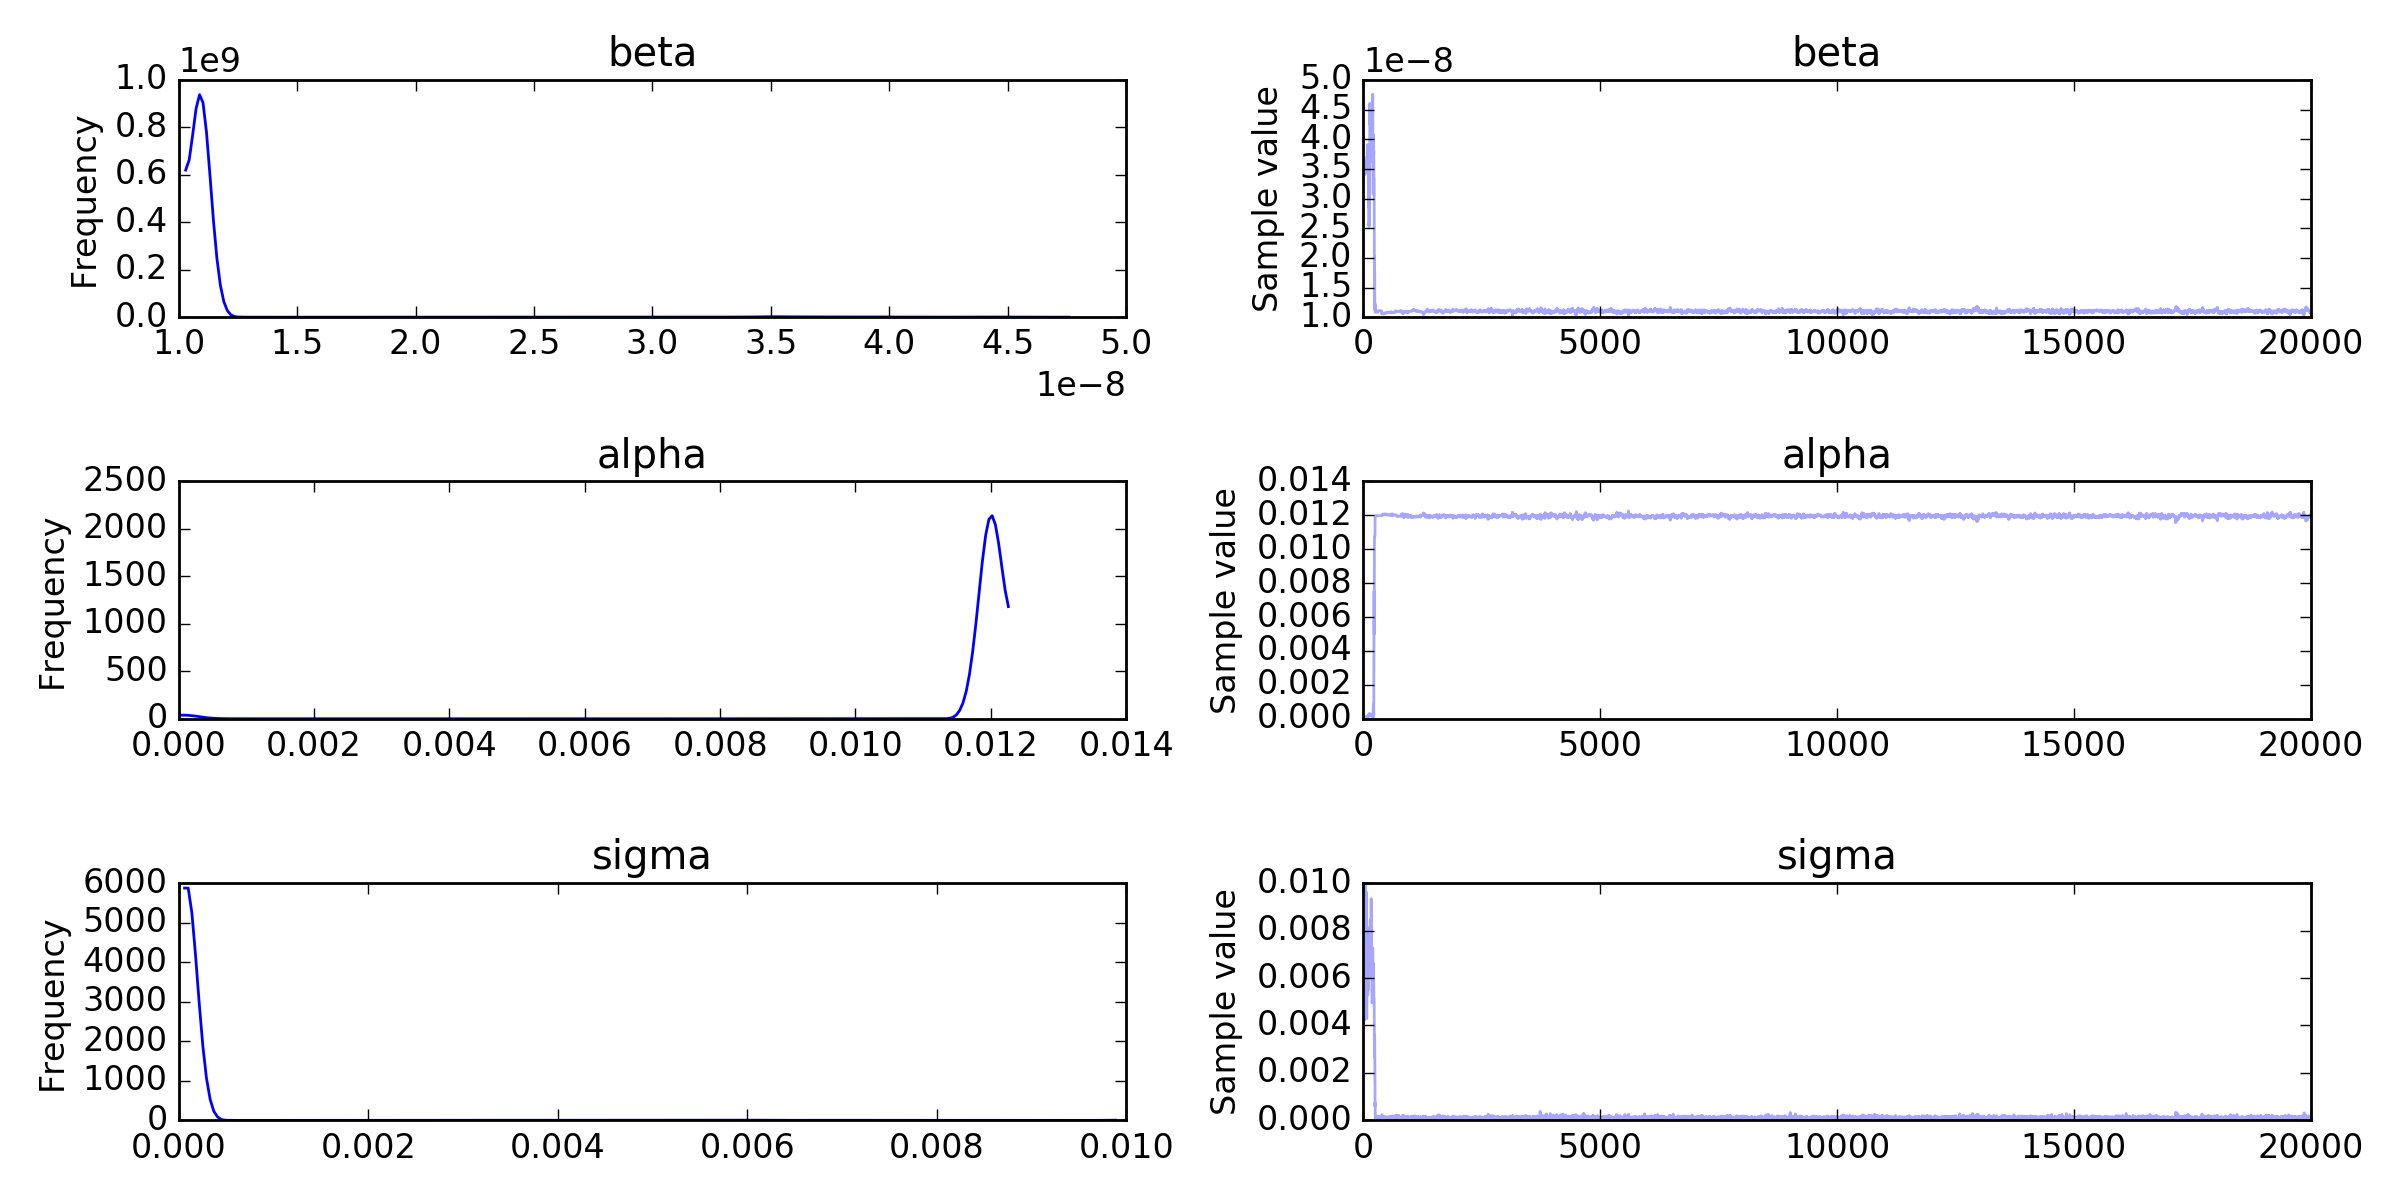 beta
1e9
1.0
0.8
0.6
0.4
0.2
0.0
Frequency
1.0 1.5 2.0 2.5 3.0 3.5 4.0 4.5 5.0
1e−8
beta
1e−8
5.0
4.5
4.0
3.5
3.0
2.5
2.0
1.5
1.0
Sample value
0 5000 10000 15000 20000
alpha
2500
2000
1500
1000
500
0
Frequency
0.000 0.002 0.004 0.006 0.008 0.010 0.012 0.014
alpha
0.014
0.012
0.010
0.008
0.006
0.004
0.002
0.000
Sample value
0 5000 10000 15000 20000
sigma
6000
5000
4000
3000
2000
1000
0
Frequency
0.000 0.002 0.004 0.006 0.008 0.010
sigma
0.010
0.008
0.006
0.004
0.002
0.000
Sample value
0 5000 10000 15000 20000